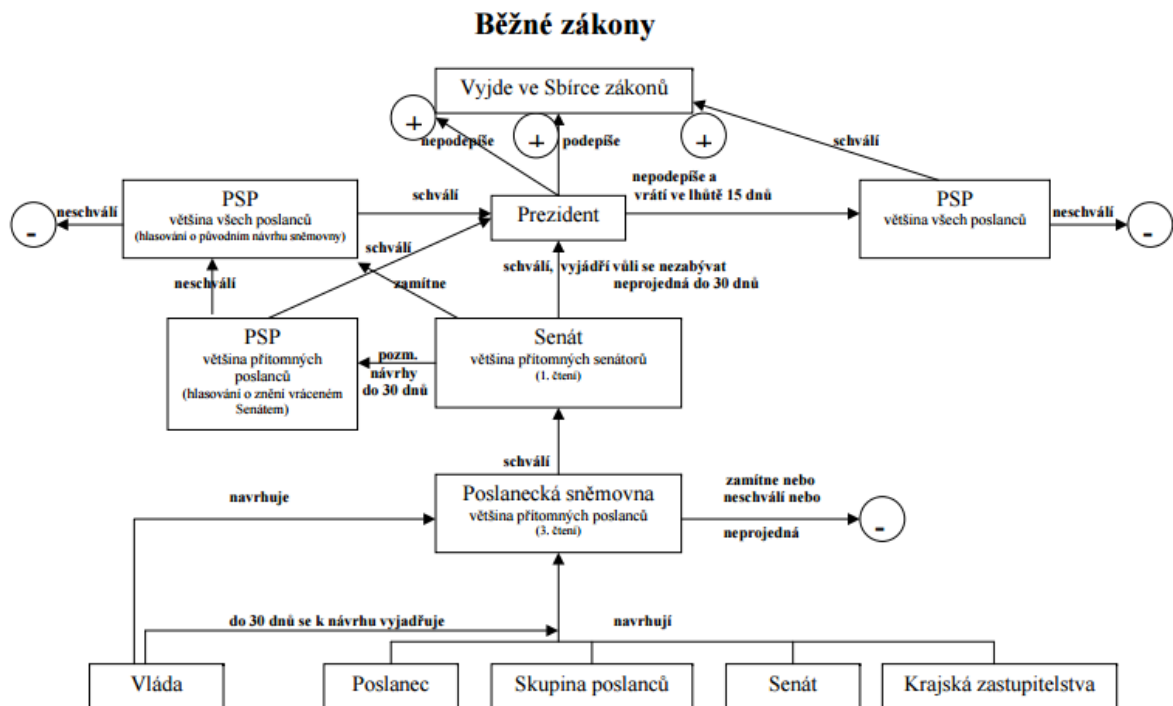 Běžné zákony
Vyjde ve Sbírce zákonů
+
+
+
nepodepíše
podepíše
schválí
nepodepíše a
vrátí ve lhůtě 15 dnů
PSP
většina všech poslanců
(hlasování o původním návrhu sněmovny)
neschválí
-
schválí
Prezident
PSP
většina všech poslanců
neschválí
-
schválí
schválí, vyjádří vůli se nezabývat
neprojedná do 30 dnů
neschválí
zamítne
PSP
většina přítomných
poslanců
(hlasování o znění vráceném
Senátem)
pozm.
návrhy
do 30 dnů
Senát
většina přítomných senátorů
(1. čtení)
schválí
navrhuje
Poslanecká sněmovna
většina přítomných poslanců
(3. čtení)
zamítne nebo
neschválí nebo
neprojedná
-
do 30 dnů se k návrhu vyjadřuje
navrhují
Vláda
Poslanec
Skupina poslanců
Senát
Krajská zastupitelstva